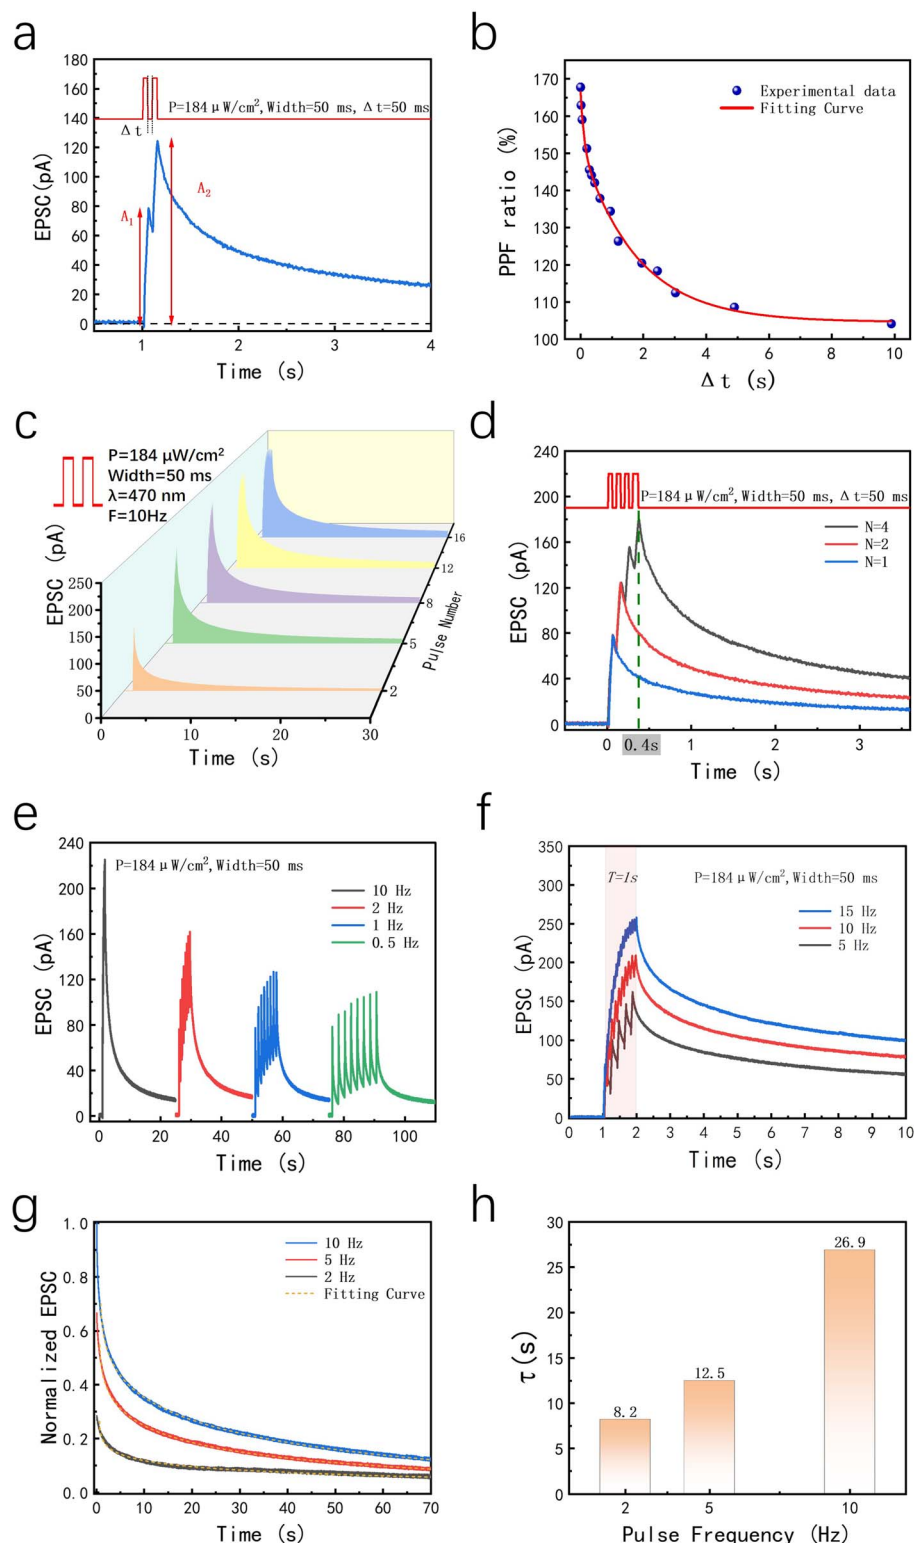 a
EPSC(pA)
180
160
140
120
100
80
60
40
20
0
P=184 μW/cm², Width=50 ms, Δt=50 ms
Δt
A₁
A₂
1
2
3
4
Time (s)
b
PPF ratio (%)
170
160
150
140
130
120
110
100
Experimental data
Fitting Curve
0
2
4
6
8
10
Δt (s)
c
P=184 μW/cm²
Width=50 ms
λ=470 nm
F=10Hz
EPSC (pA)
250
200
150
100
50
0
0
10
20
30
Time (s)
2
5
8
12
16
Pulse Number
d
EPSC (pA)
240
200
160
120
80
40
0
P=184 μW/cm², Width=50 ms, Δt=50 ms
N=4
N=2
N=1
0
0.4s
1
2
3
Time (s)
e
EPSC (pA)
240
200
160
120
80
40
0
P=184 μW/cm², Width=50 ms
10 Hz
2 Hz
1 Hz
0.5 Hz
0
20
40
60
80
100
Time (s)
f
EPSC (pA)
350
300
250
200
150
100
50
0
T=1s
P=184 μW/cm², Width=50 ms
15 Hz
10 Hz
5 Hz
0
1
2
3
4
5
6
7
8
9
10
Time (s)
g
Normalized EPSC
1.0
0.8
0.6
0.4
0.2
0.0
10 Hz
5 Hz
2 Hz
Fitting Curve
0
10
20
30
40
50
60
70
Time (s)
h
τ(s)
30
25
20
15
10
5
0
8.2
12.5
26.9
2
5
10
Pulse Frequency (Hz)